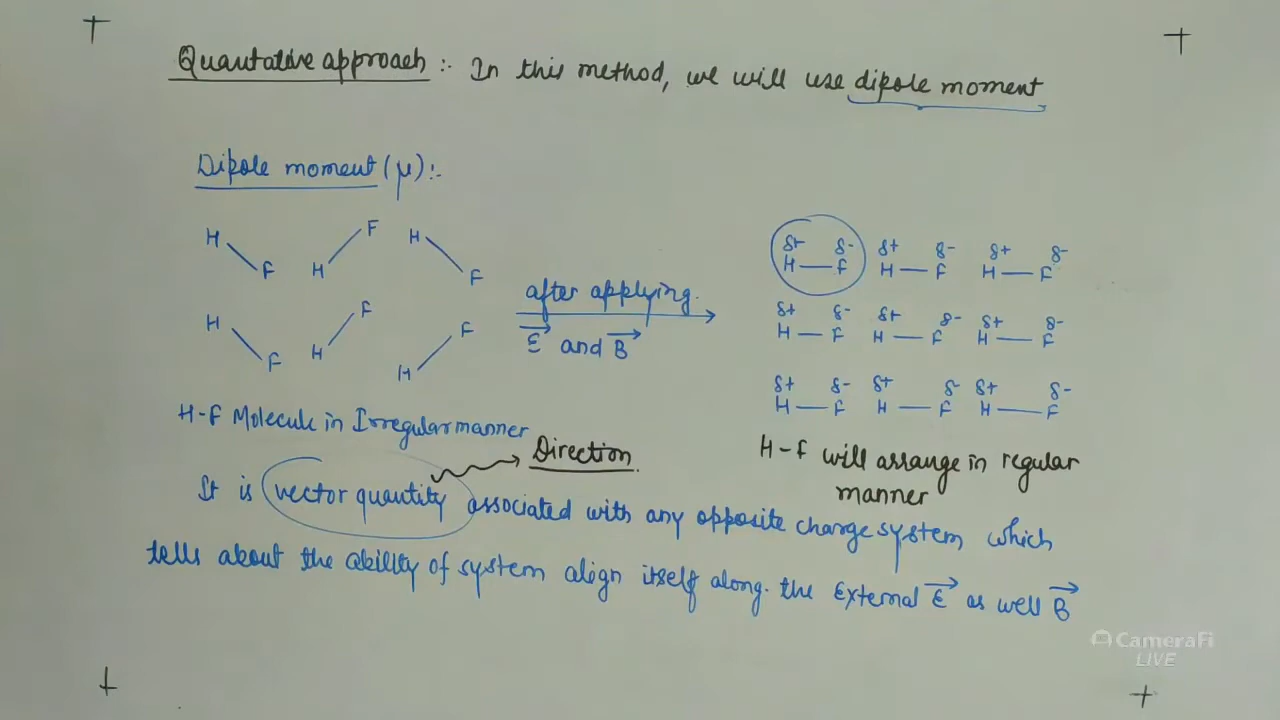 Quantative approach :- In this method, we will use dipole moment
Dipole moment (μ):-
H F H
H F F
H F F
F H H
after applying
E⃗ and B⃗
δ+ δ- δ+ δ- δ+ δ-
H — F H — F H — F
δ+ δ- δ+ δ- δ+ δ-
H — F H — F H — F
δ+ δ- δ+ δ- δ+ δ-
H — F H — F H — F
H-F Molecule in Irregular manner
H-F will arrange in regular
manner
Direction
It is vector quantity associated with any opposite charge system which
tells about the ability of system align itself along. the External E⃗ as well B⃗
CameraFi
LIVE